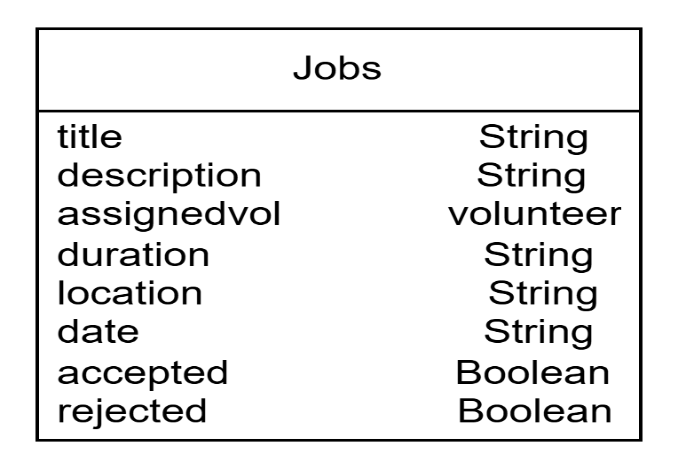 Jobs
title String
description String
assignedvol volunteer
duration String
location String
date String
accepted Boolean
rejected Boolean